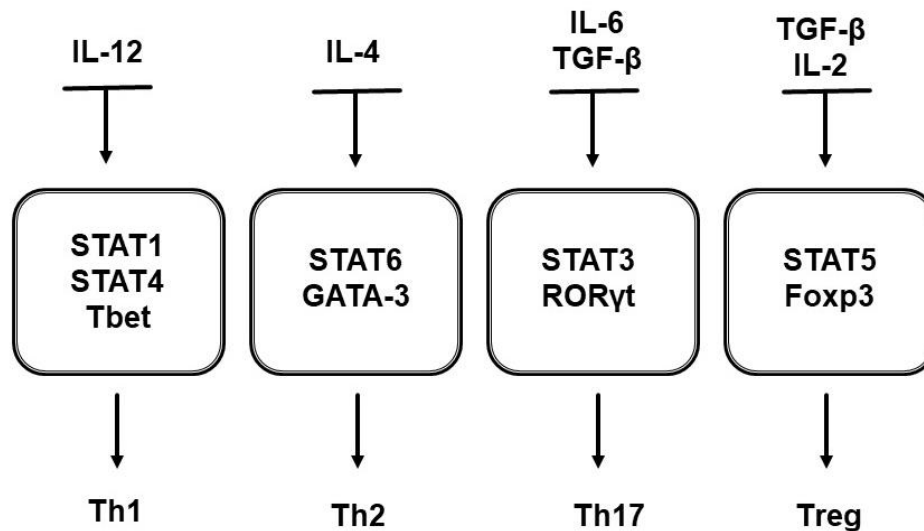 IL-12
IL-4
IL-6
TGF-β
TGF-β
IL-2
STAT1
STAT4
Tbet
STAT6
GATA-3
STAT3
RORγt
STAT5
Foxp3
Th1
Th2
Th17
Treg